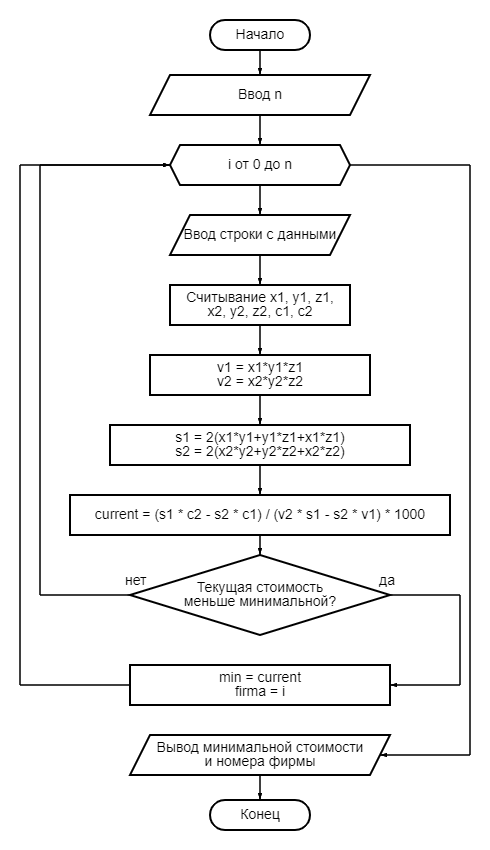 Начало
Ввод n
i от 0 до n
Ввод строки с данными
Считывание x1, y1, z1,
x2, y2, z2, c1, c2
v1 = x1*y1*z1
v2 = x2*y2*z2
s1 = 2(x1*y1+y1*z1+x1*z1)
s2 = 2(x2*y2+y2*z2+x2*z2)
current = (s1 * c2 - s2 * c1) / (v2 * s1 - s2 * v1) * 1000
нет
да
Текущая стоимость
меньше минимальной?
min = current
firma = i
Вывод минимальной стоимости
и номера фирмы
Конец